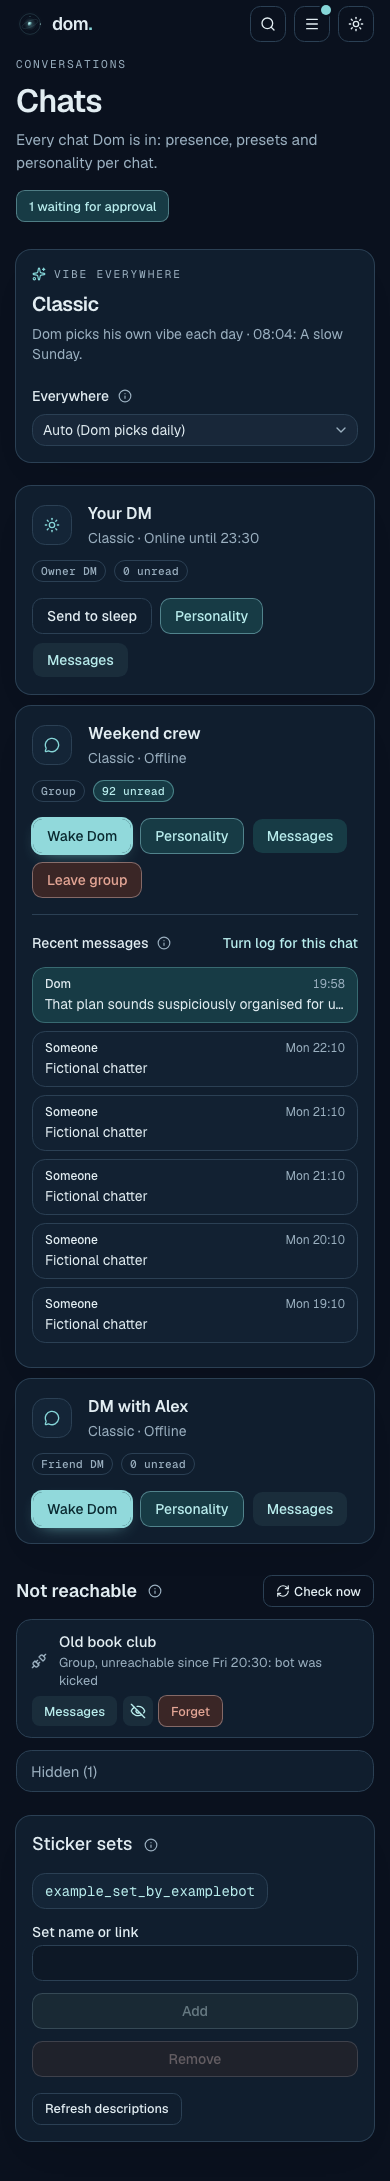 dom.
CONVERSATIONS
Chats
Every chat Dom is in: presence, presets and
personality per chat.
1 waiting for approval
VIBE EVERYWHERE
Classic
Dom picks his own vibe each day · 08:04: A slow
Sunday.
Everywhere
Auto (Dom picks daily)
Your DM
Classic · Online until 23:30
Owner DM 0 unread
Send to sleep Personality
Messages
Weekend crew
Classic · Offline
Group 92 unread
Wake Dom Personality Messages
Leave group
Recent messages Turn log for this chat
Dom 19:58
That plan sounds suspiciously organised for u…
Someone Mon 22:10
Fictional chatter
Someone Mon 21:10
Fictional chatter
Someone Mon 21:10
Fictional chatter
Someone Mon 20:10
Fictional chatter
Someone Mon 19:10
Fictional chatter
DM with Alex
Classic · Offline
Friend DM 0 unread
Wake Dom Personality Messages
Not reachable Check now
Old book club
Group, unreachable since Fri 20:30: bot was
kicked
Messages Forget
Hidden (1)
Sticker sets
example_set_by_examplebot
Set name or link
Add
Remove
Refresh descriptions